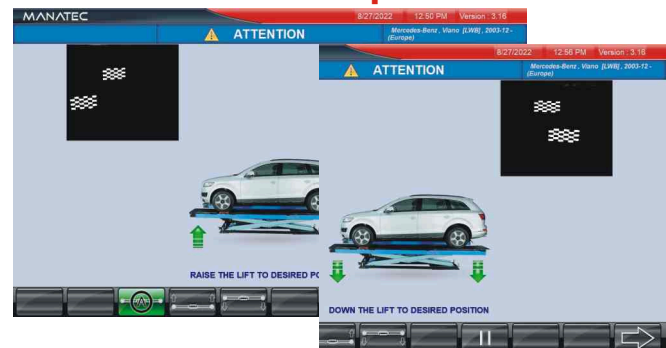 MANATEC
8/27/2022 12:50 PM Version : 3.16
ATTENTION
Mercedes-Benz , Viano [LWB] , 2003-12 -
(Europe)
RAISE THE LIFT TO DESIRED PO
8/27/2022 12:56 PM Version : 3.16
ATTENTION
Mercedes-Benz , Viano [LWB] , 2003-12 -
(Europe)
DOWN THE LIFT TO DESIRED POSITION